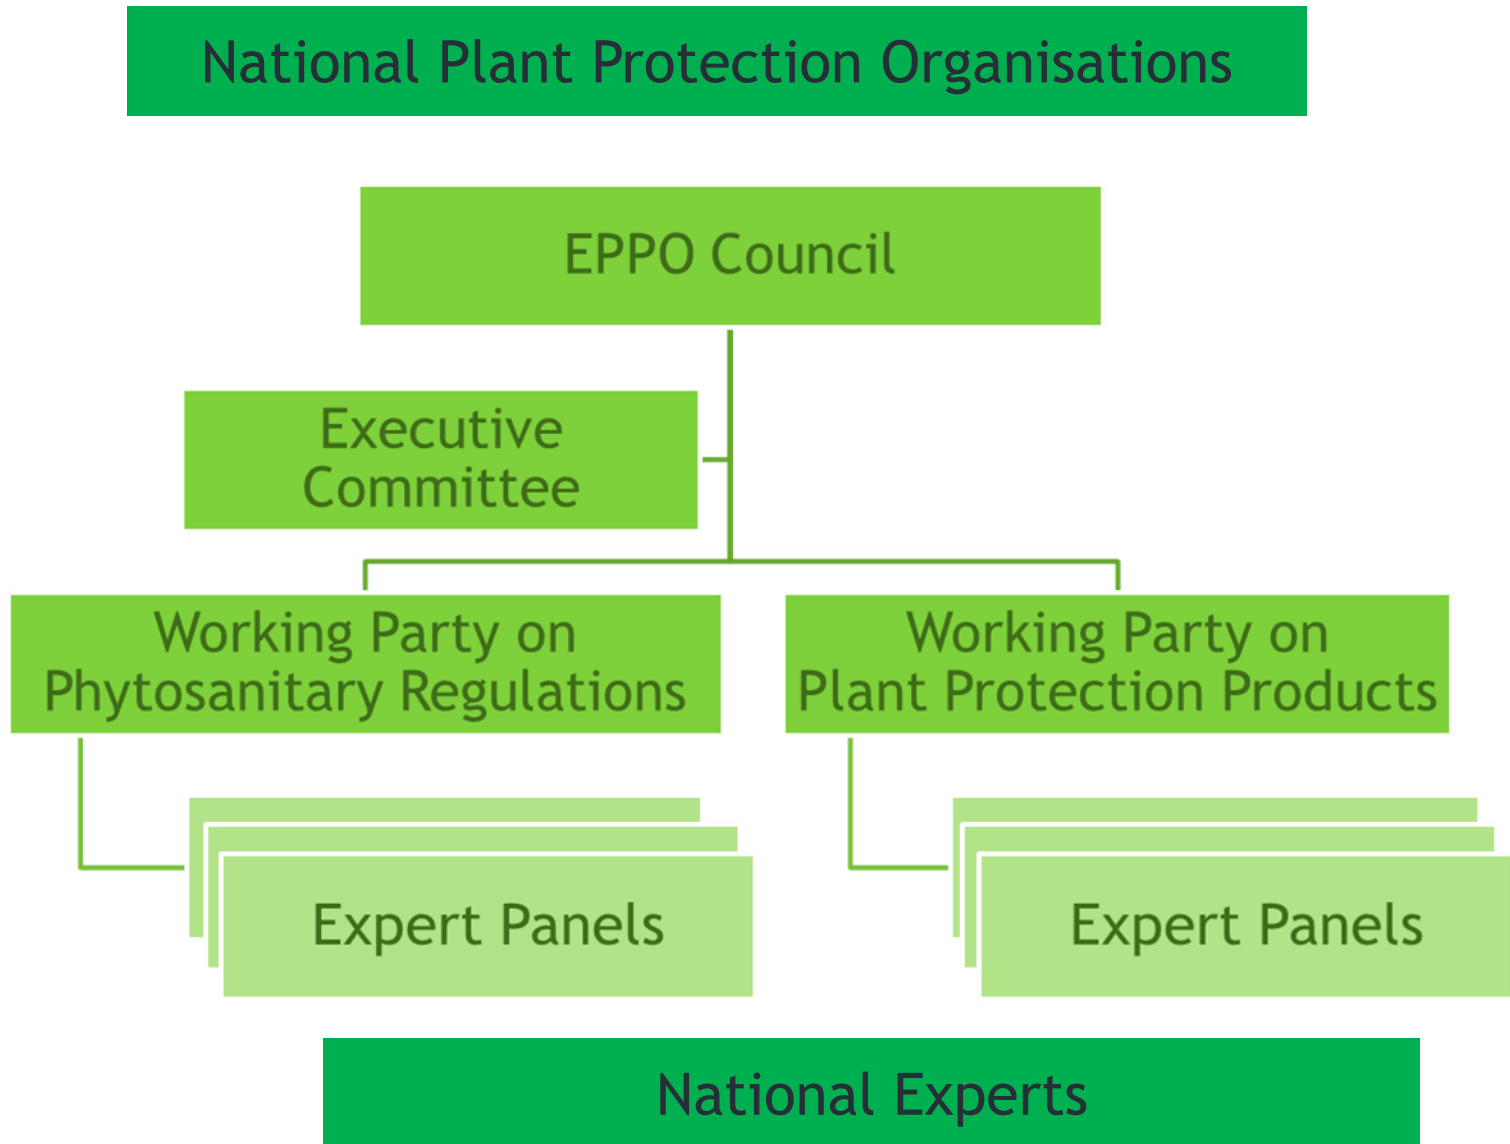 National Plant Protection Organisations
EPPO Council
Executive
Committee
Working Party on
Phytosanitary Regulations
Working Party on
Plant Protection Products
Expert Panels
Expert Panels
National Experts